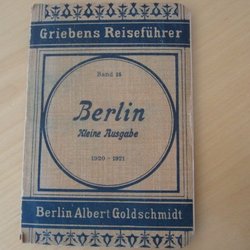 Griebens Reiseführer
Band 25
Berlin
Kleine Ausgabe
1920 - 1921
Berlin Albert Goldschmidt